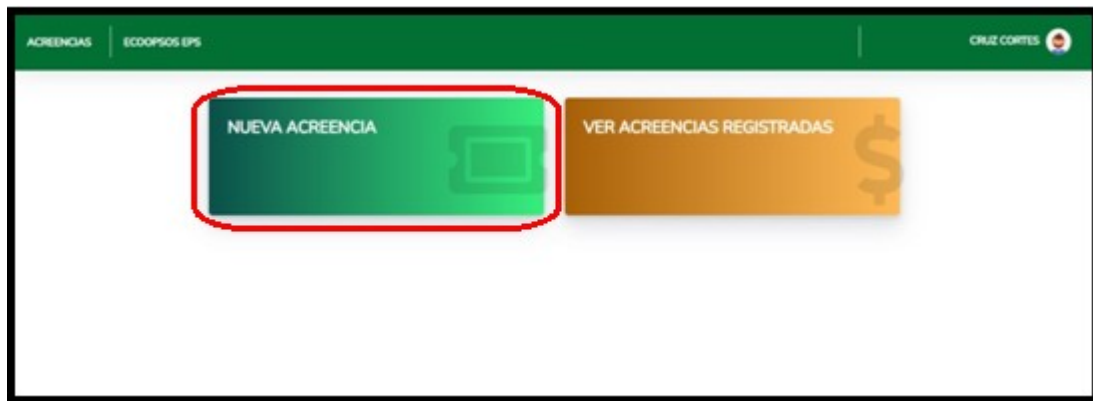 ACREENCIAS
ECOOPSOS EPS
CRUZ CORTES
NUEVA ACREENCIA
VER ACREENCIAS REGISTRADAS
$